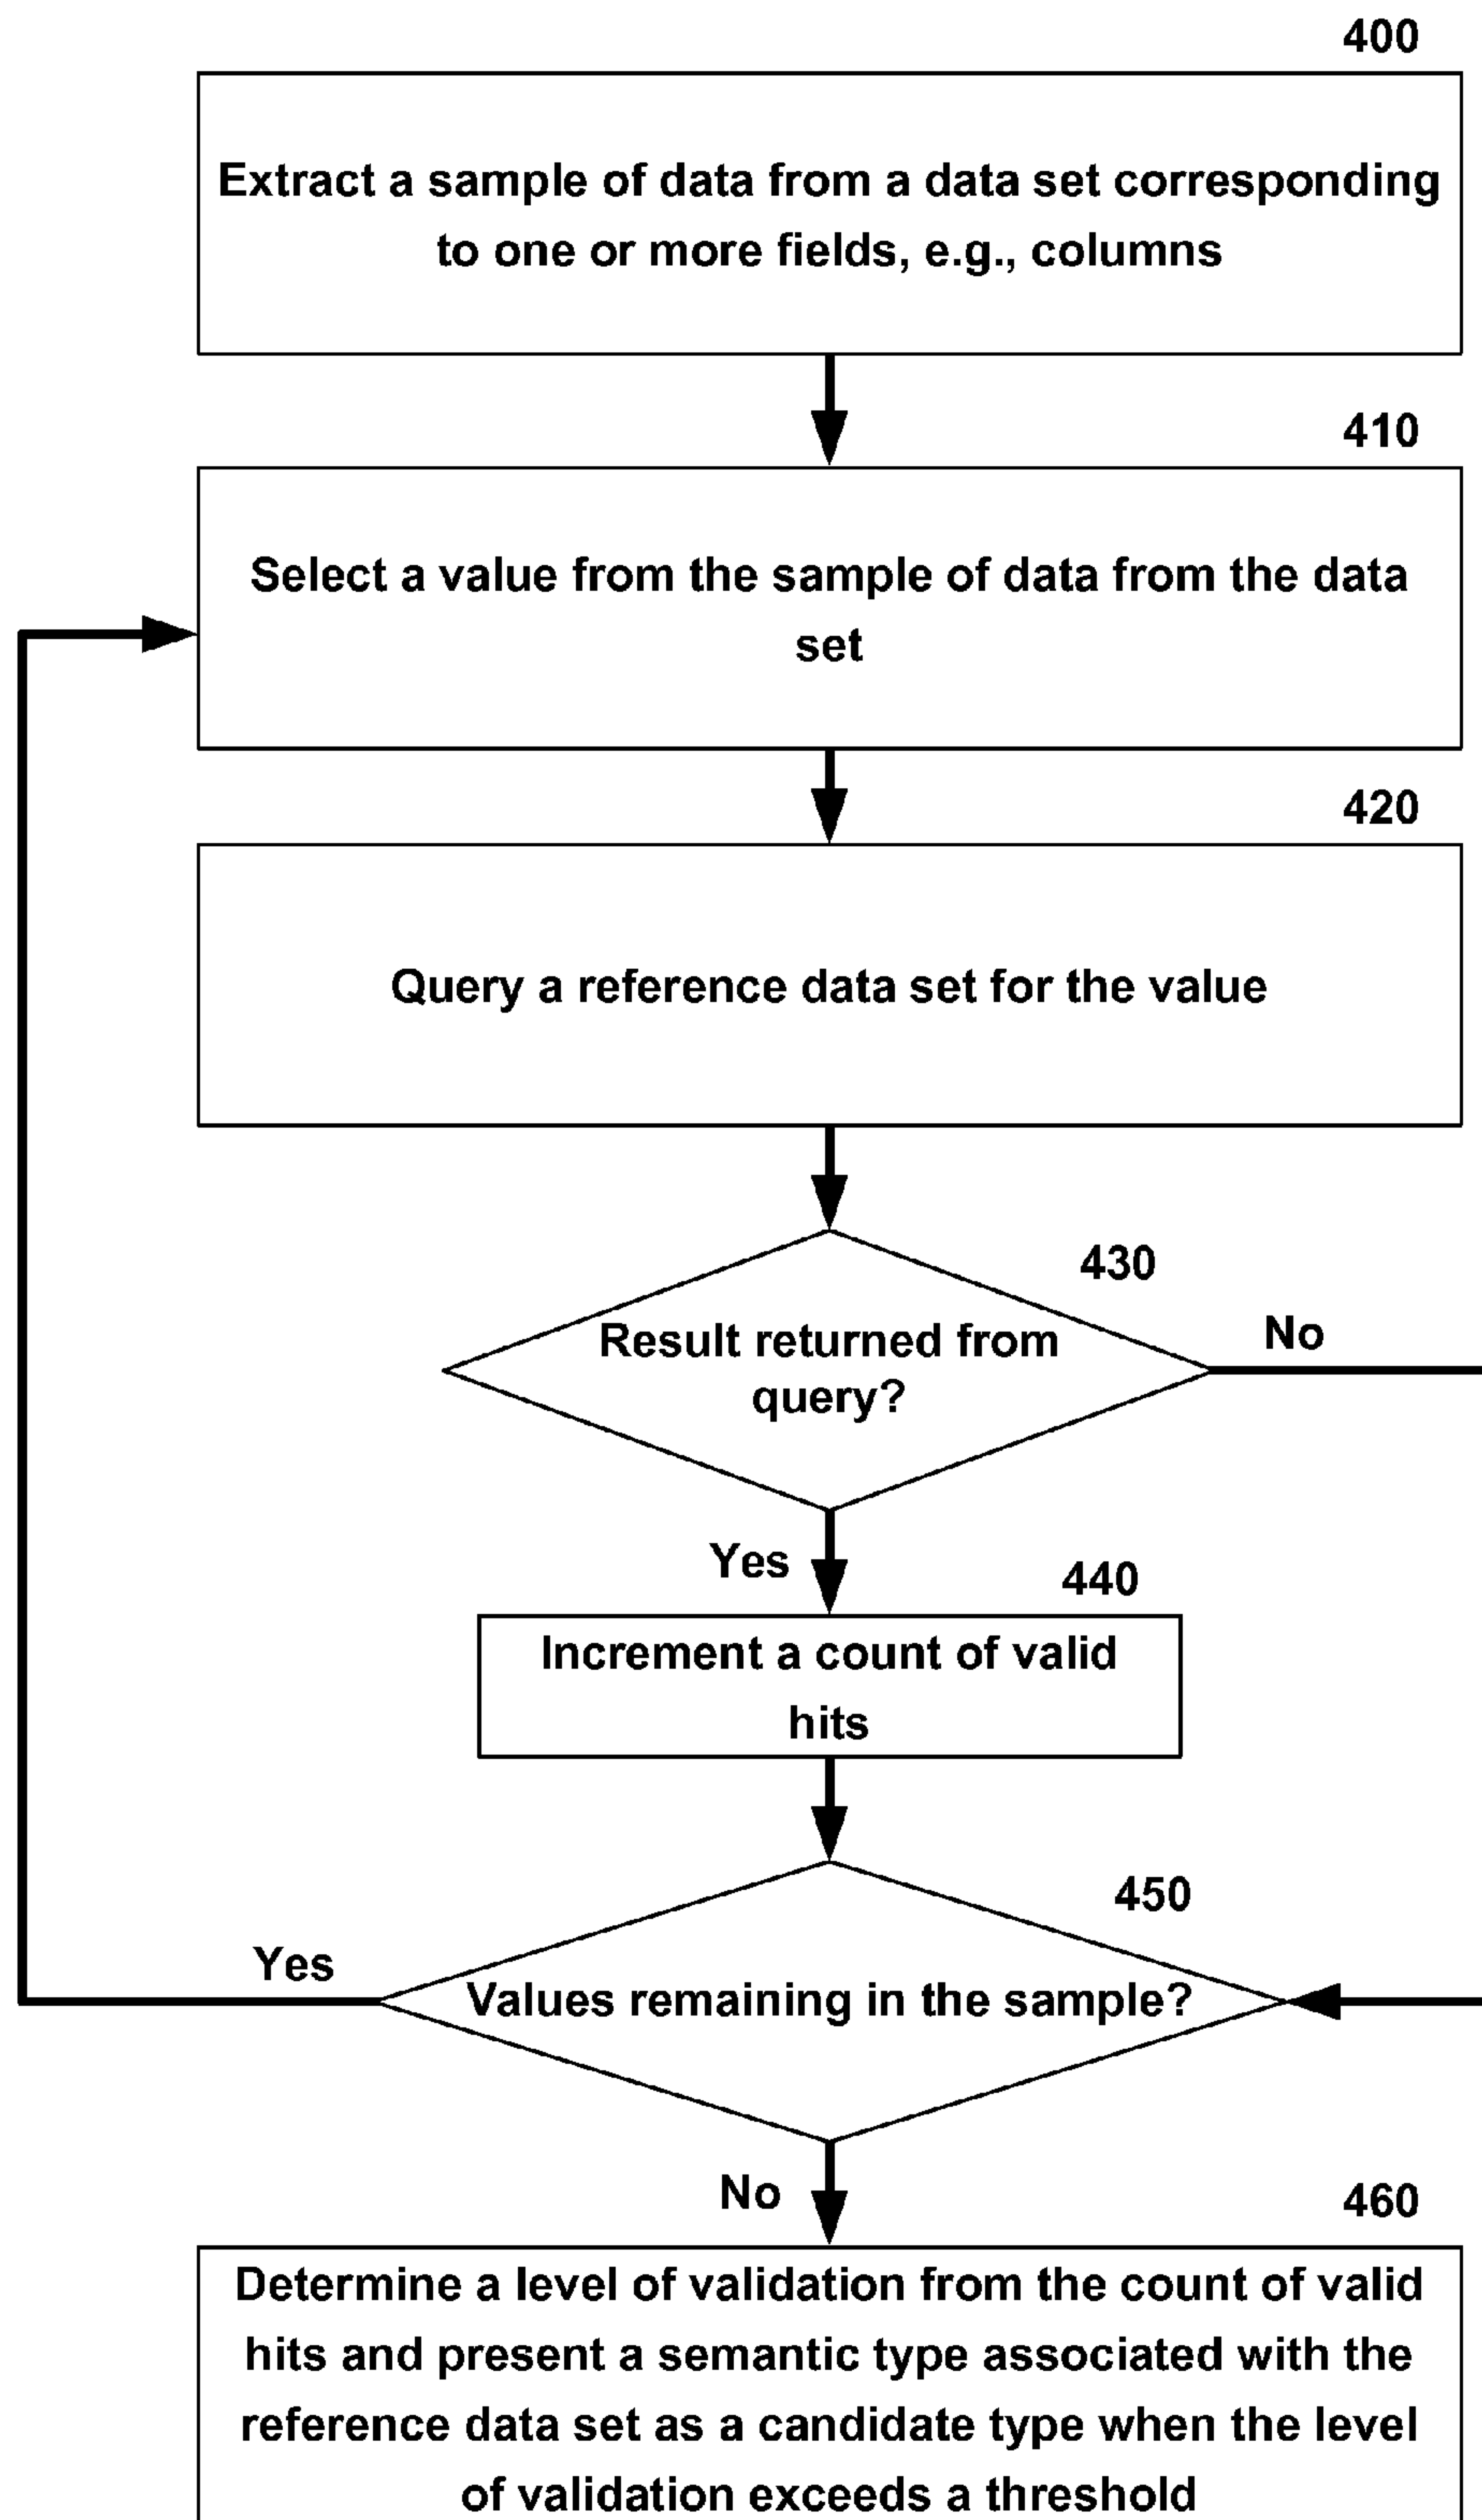 400
Extract a sample of data from a data set corresponding
to one or more fields, e.g., columns
410
Select a value from the sample of data from the data
set
420
Query a reference data set for the value
430
Result returned from
query?
No
Yes
440
Increment a count of valid
hits
450
Yes
Values remaining in the sample?
No
460
Determine a level of validation from the count of valid
hits and present a semantic type associated with the
reference data set as a candidate type when the level
of validation exceeds a threshold